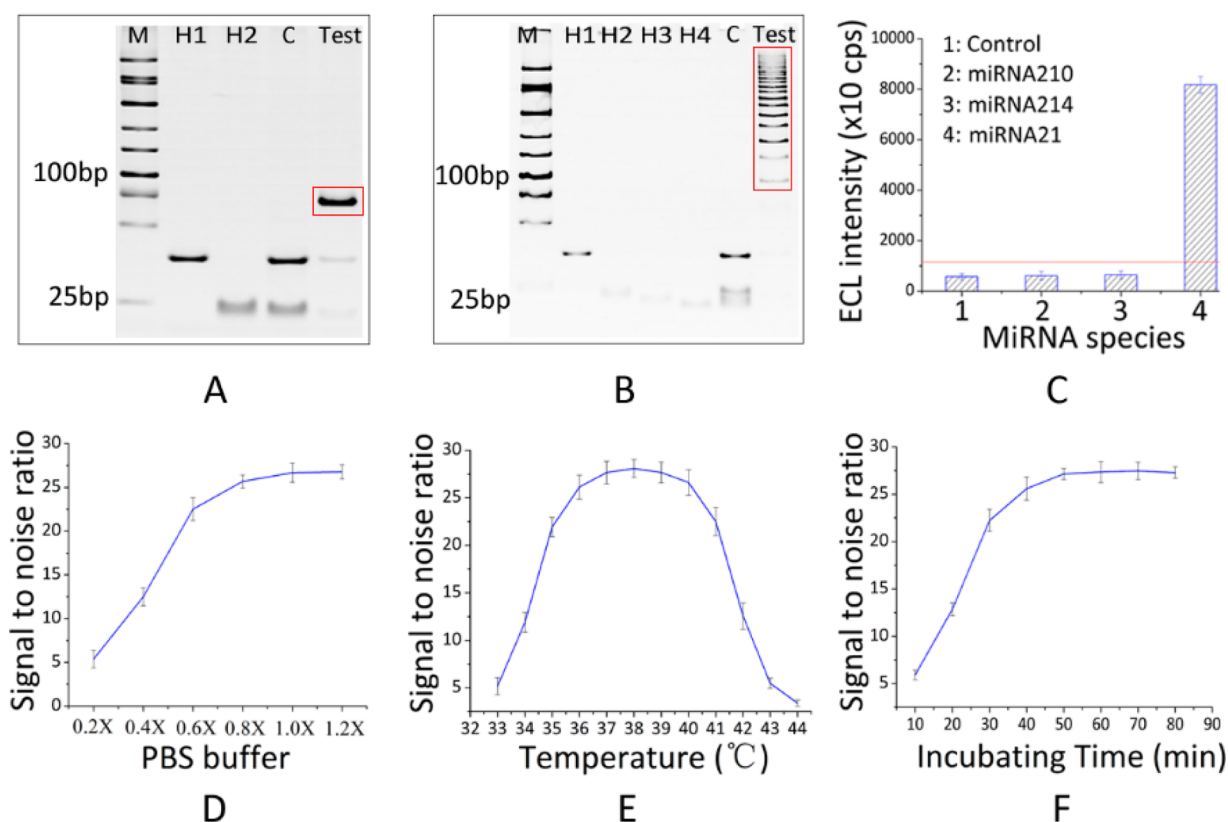 M H1 H2 C Test
100bp
25bp
A
M H1 H2 H3 H4 C Test
100bp
25bp
B
ECL intensity (x10 cps)
10000
8000
6000
4000
2000
0
1: Control
2: miRNA210
3: miRNA214
4: miRNA21
1 2 3 4
MiRNA species
C
Signal to noise ratio
30
25
20
15
10
5
0
0.2X 0.4X 0.6X 0.8X 1.0X 1.2X
PBS buffer
D
Signal to noise ratio
30
25
20
15
10
5
32 33 34 35 36 37 38 39 40 41 42 43 44
Temperature (℃)
E
Signal to noise ratio
30
25
20
15
10
5
10 20 30 40 50 60 70 80 90
Incubating Time (min)
F